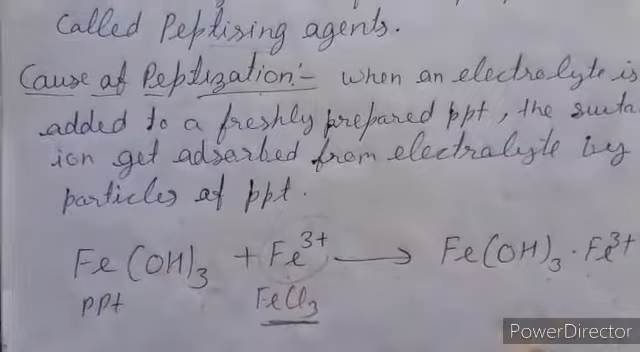 called Peptising agents.
Cause of Peptization:- when an electrolyte is
added to a freshly prepared ppt, the suita
ion get adsorbed from electrolyte by
particles of ppt.
Fe(OH)3 + Fe3+ → Fe(OH)3·Fe3+
ppt FeCl3
PowerDirector